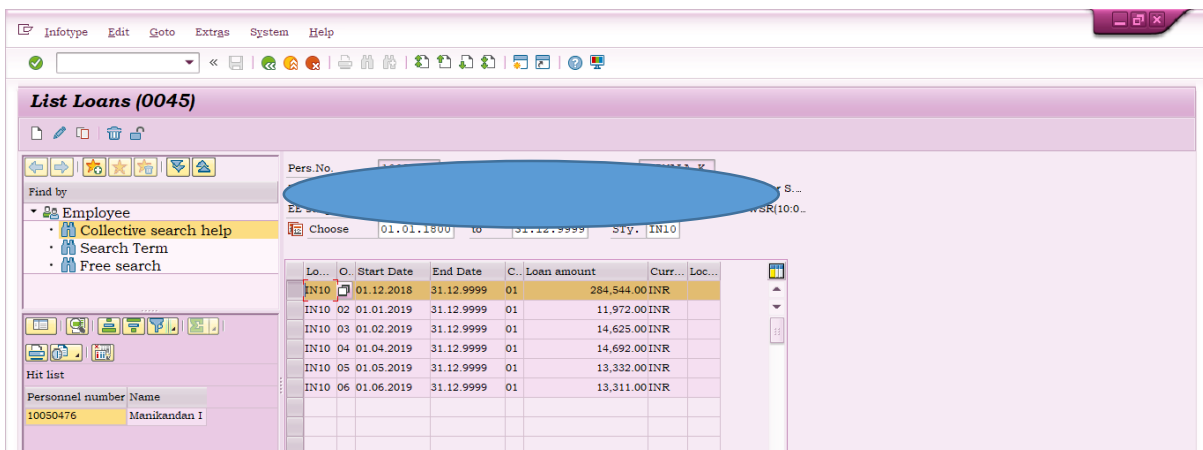 Infotype Edit Goto Extras System Help
List Loans (0045)
Find by
Employee
Collective search help
Search Term
Free search
Hit list
Personnel number Name
10050476 Manikandan I
Pers.No.
r S...
EE
WSR(10:0..
Choose 01.01.1800 to 31.12.9999 STy. IN10
Lo... O.. Start Date End Date C.. Loan amount Curr... Loc...
IN10 01.12.2018 31.12.9999 01 284,544.00 INR
IN10 02 01.01.2019 31.12.9999 01 11,972.00 INR
IN10 03 01.02.2019 31.12.9999 01 14,625.00 INR
IN10 04 01.04.2019 31.12.9999 01 14,692.00 INR
IN10 05 01.05.2019 31.12.9999 01 13,332.00 INR
IN10 06 01.06.2019 31.12.9999 01 13,311.00 INR